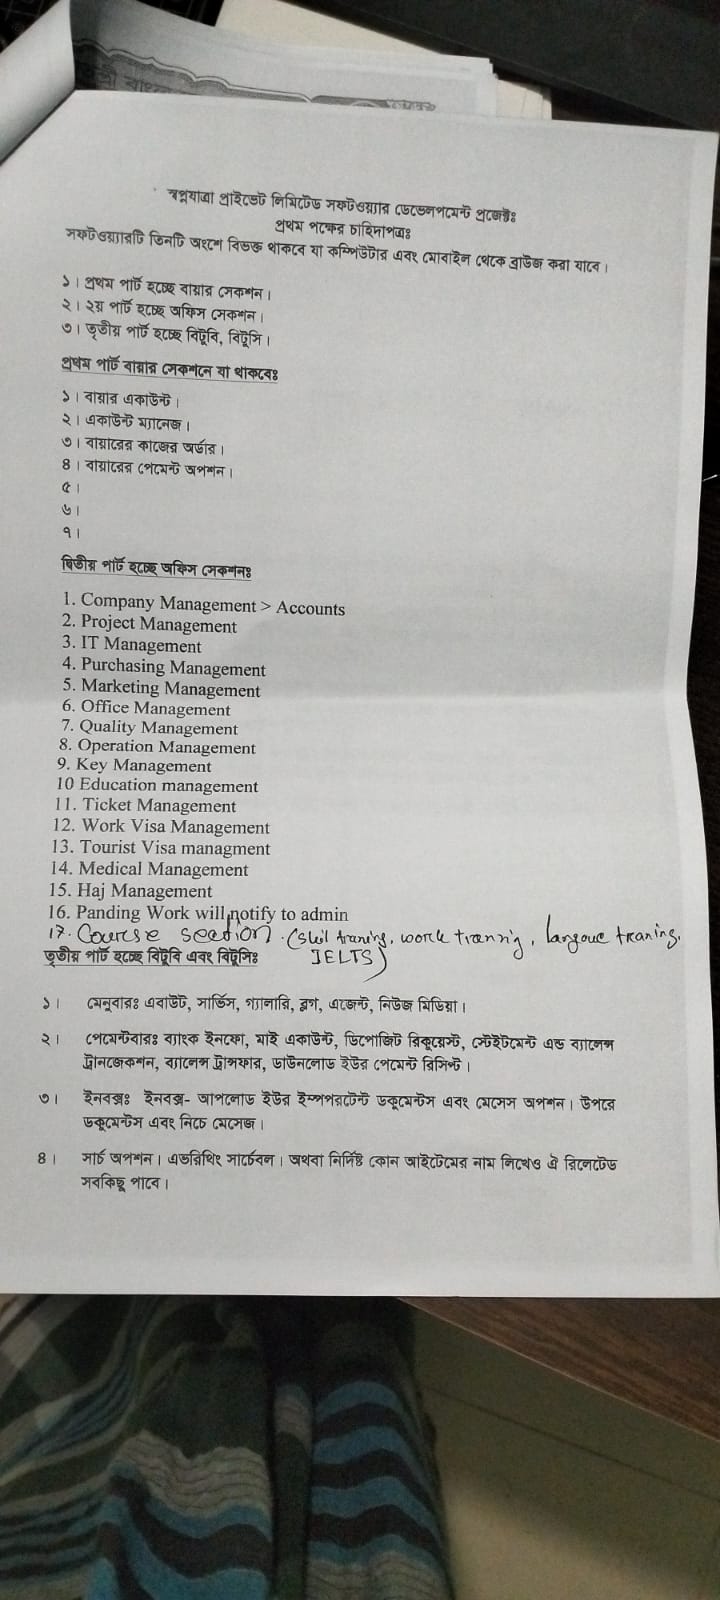 স্বপ্নযাত্রা প্রাইভেট লিমিটেড সফটওয়্যার ডেভেলপমেন্ট প্রজেক্টঃ
প্রথম পক্ষের চাহিদাপত্রঃ
সফটওয়্যারটি তিনটি অংশে বিভক্ত থাকবে যা কম্পিউটার এবং মোবাইল থেকে ব্রাউজ করা যাবে।
১। প্রথম পার্ট হচ্ছে বায়ার সেকশন।
২। ২য় পার্ট হচ্ছে অফিস সেকশন।
৩। তৃতীয় পার্ট হচ্ছে বিটুবি, বিটুসি।
প্রথম পার্ট বায়ার সেকশনে যা থাকবেঃ
১। বায়ার একাউন্ট।
২। একাউন্ট ম্যানেজ।
৩। বায়ারের কাজের অর্ডার।
৪। বায়ারের পেমেন্ট অপশন।
৫।
৬।
৭।
দ্বিতীয় পার্ট হচ্ছে অফিস সেকশনঃ
1. Company Management > Accounts
2. Project Management
3. IT Management
4. Purchasing Management
5. Marketing Management
6. Office Management
7. Quality Management
8. Operation Management
9. Key Management
10 Education management
11. Ticket Management
12. Work Visa Management
13. Tourist Visa managment
14. Medical Management
15. Haj Management
16. Panding Work will notify to admin
17. Course section. (Skil traning, work tranning, langoue traning.
IELTS)
তৃতীয় পার্ট হচ্ছে বিটুবি এবং বিটুসিঃ
১। মেনুবারঃ এবাউট, সার্ভিস, গ্যালারি, ব্লগ, এজেন্ট, নিউজ মিডিয়া।
২। পেমেন্টবারঃ ব্যাংক ইনফো, মাই একাউন্ট, ডিপোজিট রিকুয়েস্ট, স্টেইটমেন্ট এন্ড ব্যালেন্স
ট্রানজেকশন, ব্যালেন্স ট্রান্সফার, ডাউনলোড ইউর পেমেন্ট রিসিপ্ট।
৩। ইনবক্সঃ ইনবক্স- আপলোড ইউর ইম্পপরটেন্ট ডকুমেন্টস এবং মেসেস অপশন। উপরে
ডকুমেন্টস এবং নিচে মেসেজ।
৪। সার্চ অপশন। এভরিথিং সার্চেবল। অথবা নির্দিষ্ট কোন আইটেমের নাম লিখেও ঐ রিলেটেড
সবকিছু পাবে।